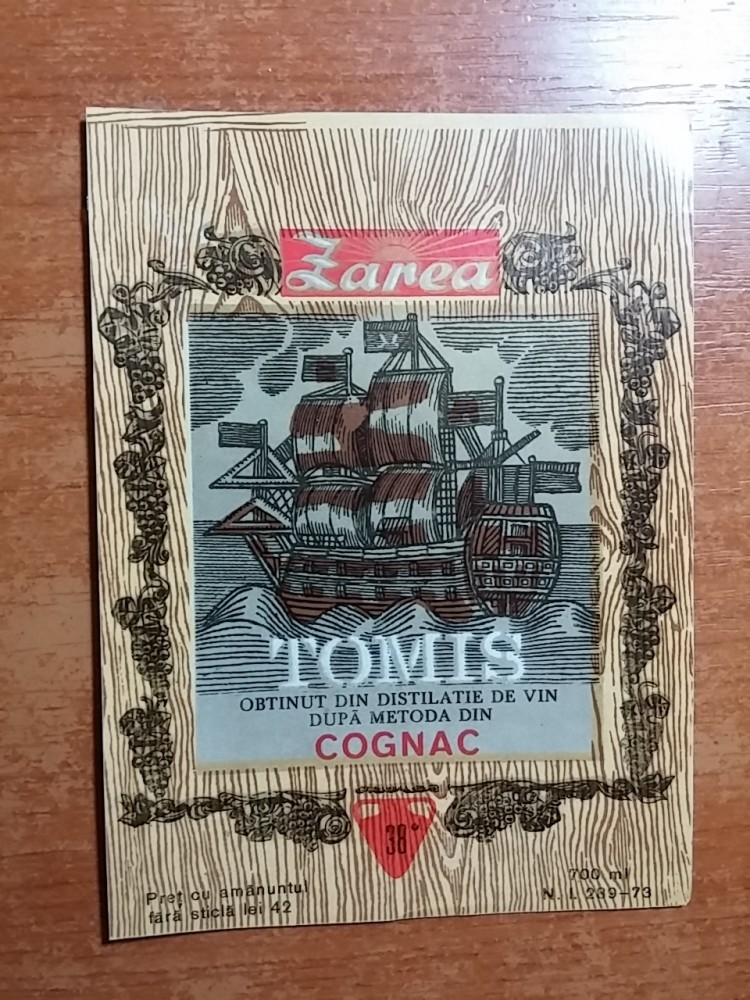 Zarea
TOMIS
OBTINUT DIN DISTILATIE DE VIN
DUPĂ METODA DIN
COGNAC
38°
Preț cu amănuntul
fără sticlă lei 42
700 ml
N. I. 239-73